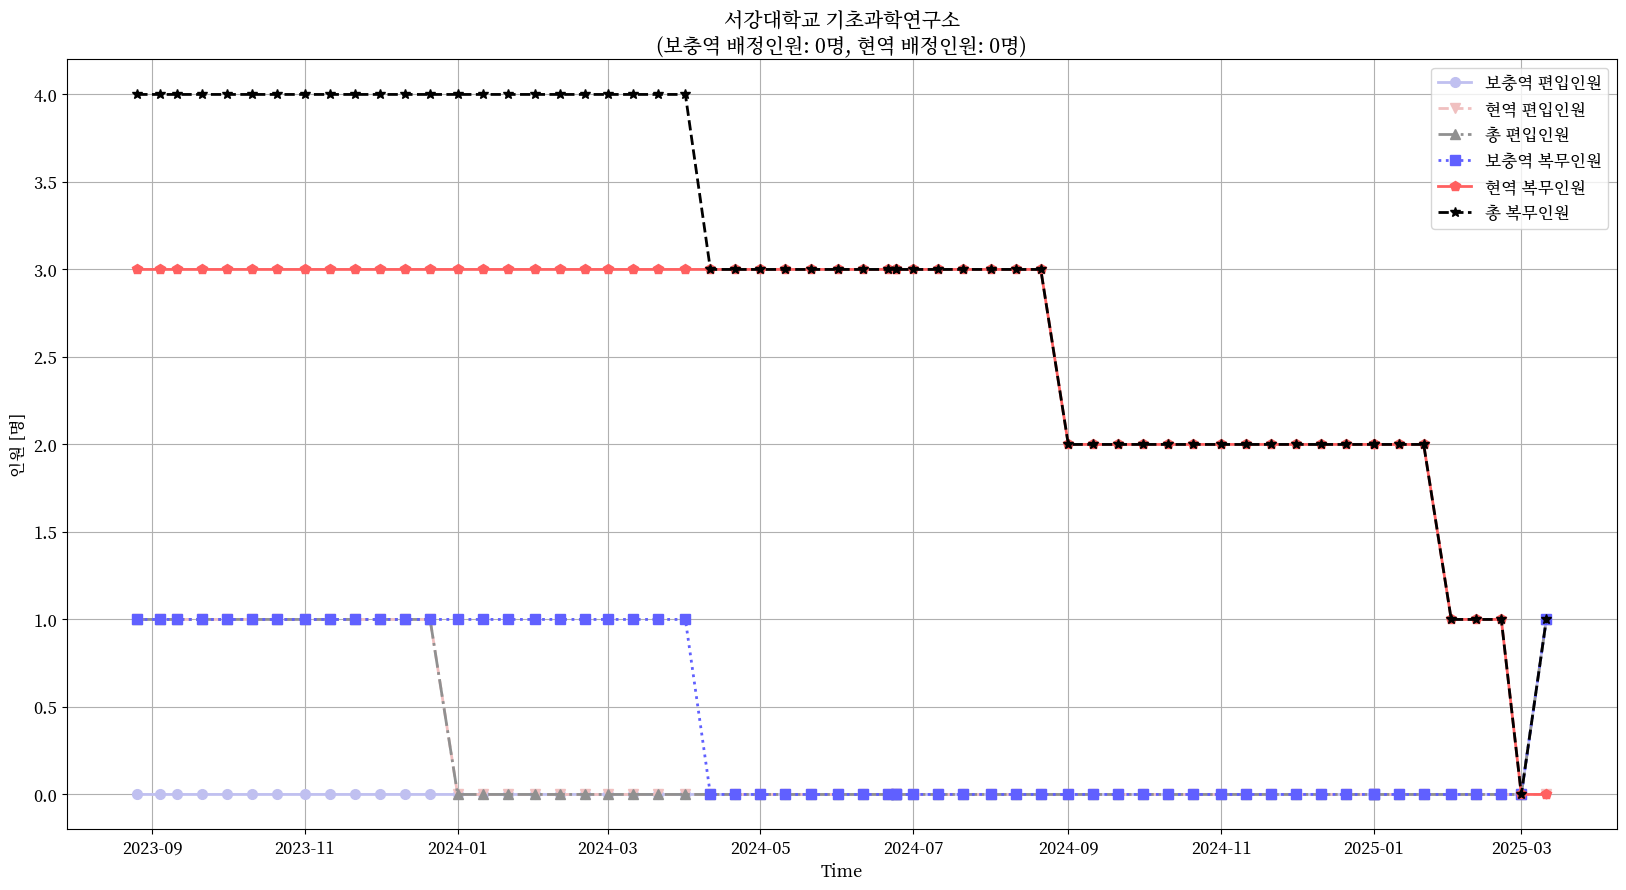 서강대학교 기초과학연구소
(보충역 배정인원: 0명, 현역 배정인원: 0명)
보충역 편입인원
현역 편입인원
총 편입인원
보충역 복무인원
현역 복무인원
총 복무인원
인원 [명]
4.0
3.5
3.0
2.5
2.0
1.5
1.0
0.5
0.0
2023-09 2023-11 2024-01 2024-03 2024-05 2024-07 2024-09 2024-11 2025-01 2025-03
Time